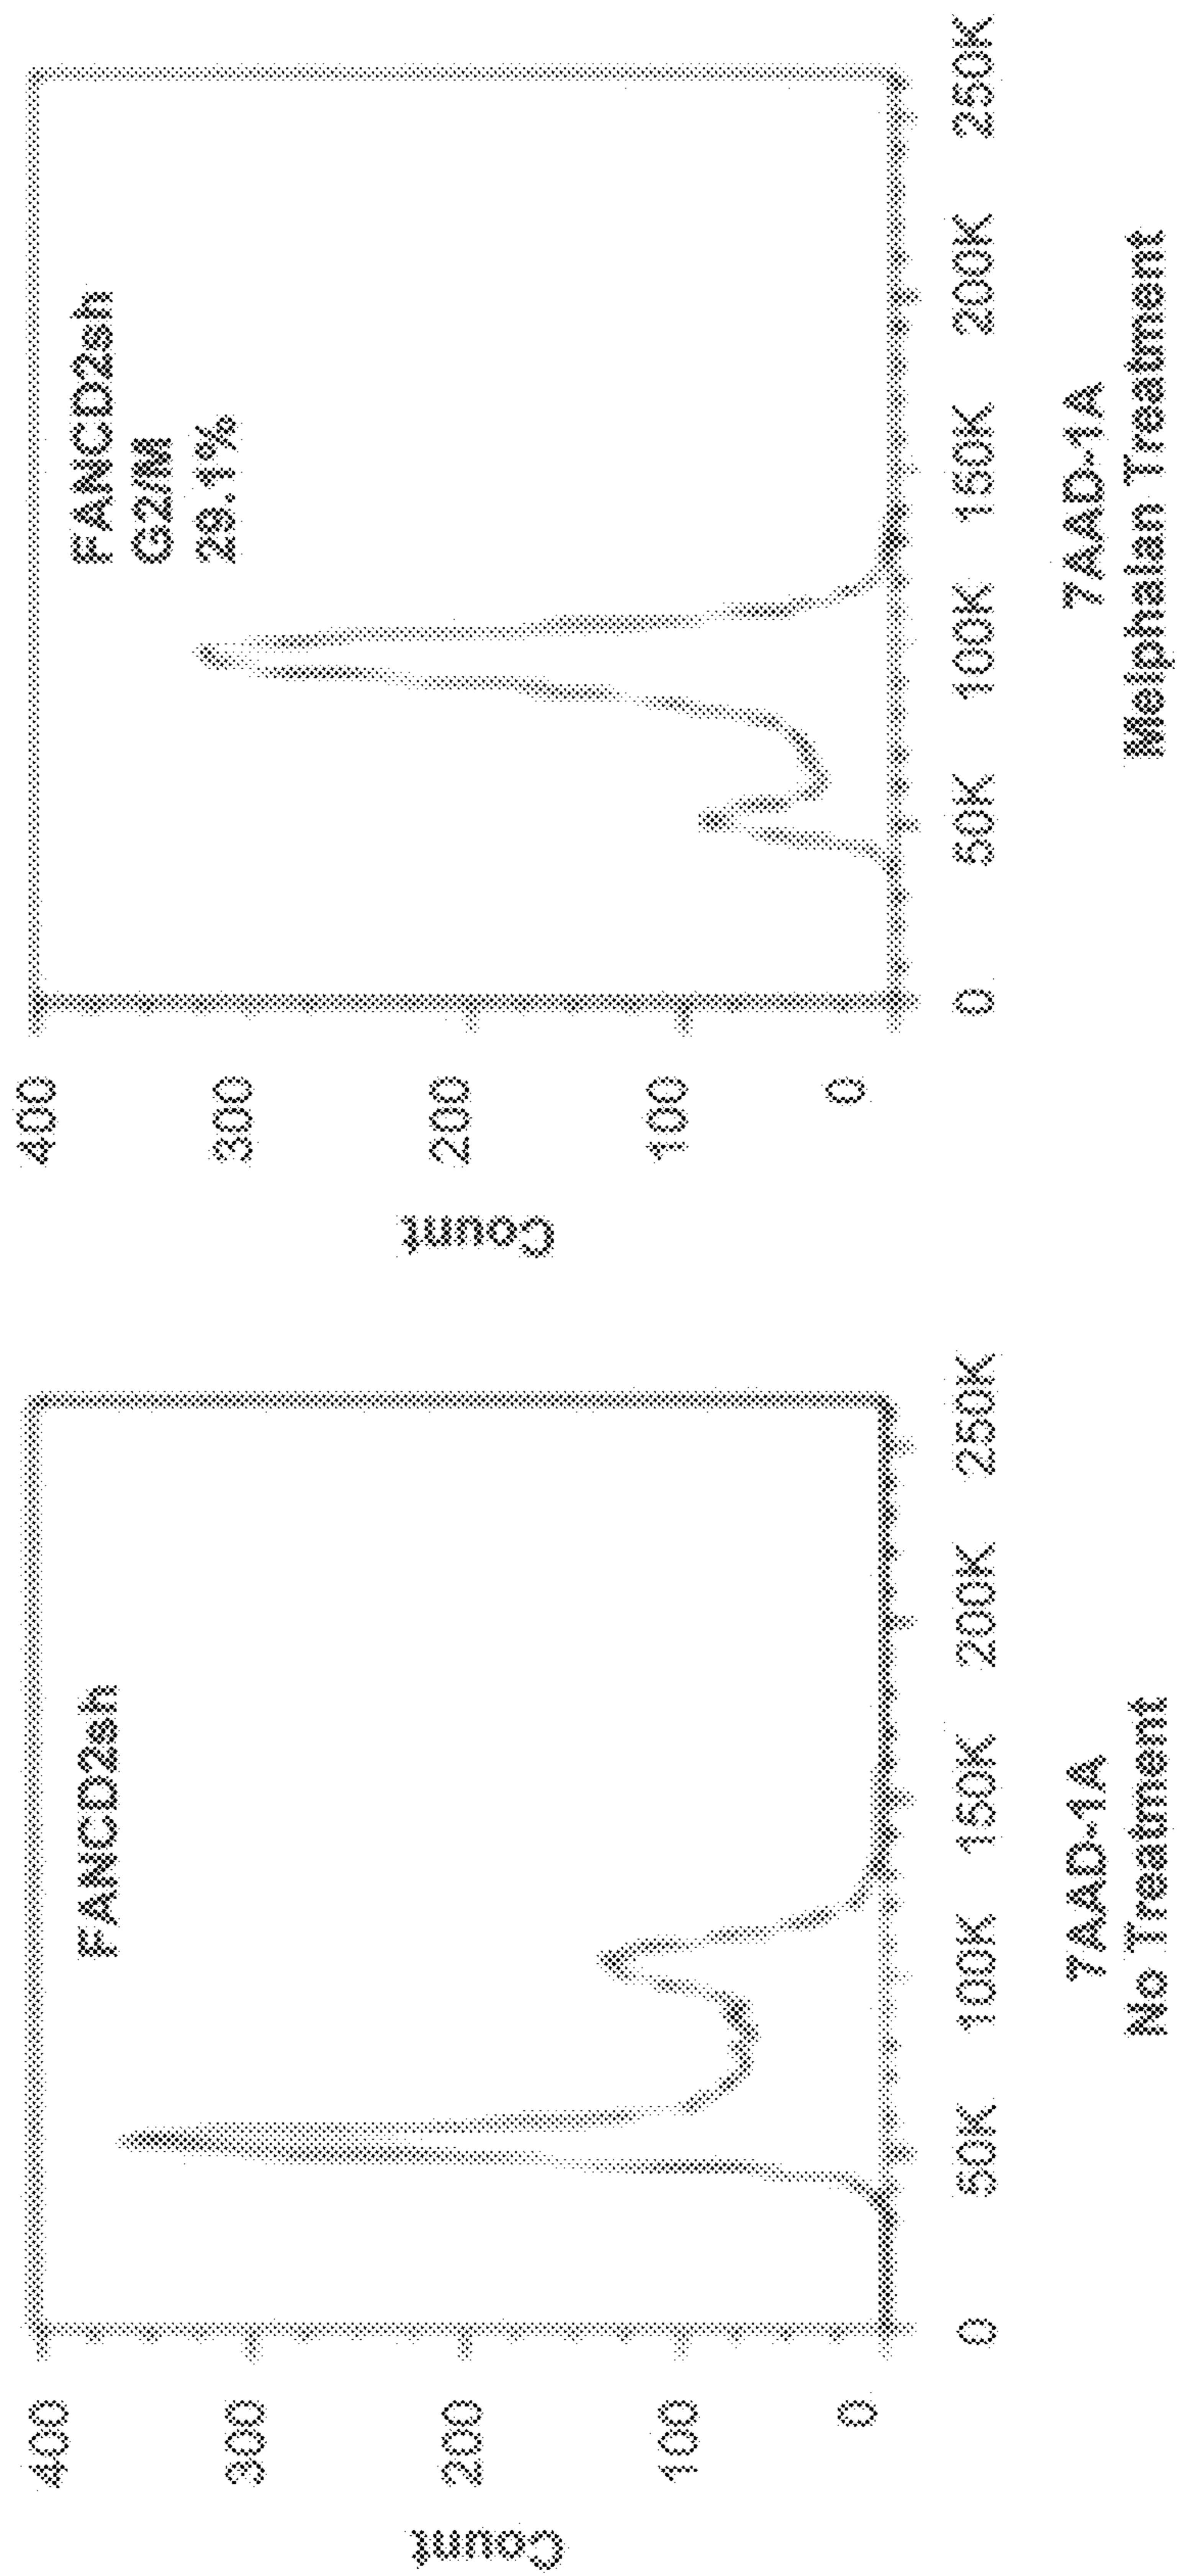 FANCD2sh
400
300
200
100
0
Count
0
50K
100K
150K
200K
250K
7AAD-1A
No Treatment
FANCD2sh
G2/M
29.1%
400
300
200
100
0
Count
0
50K
100K
150K
200K
250K
7AAD-1A
Melphalan Treatment